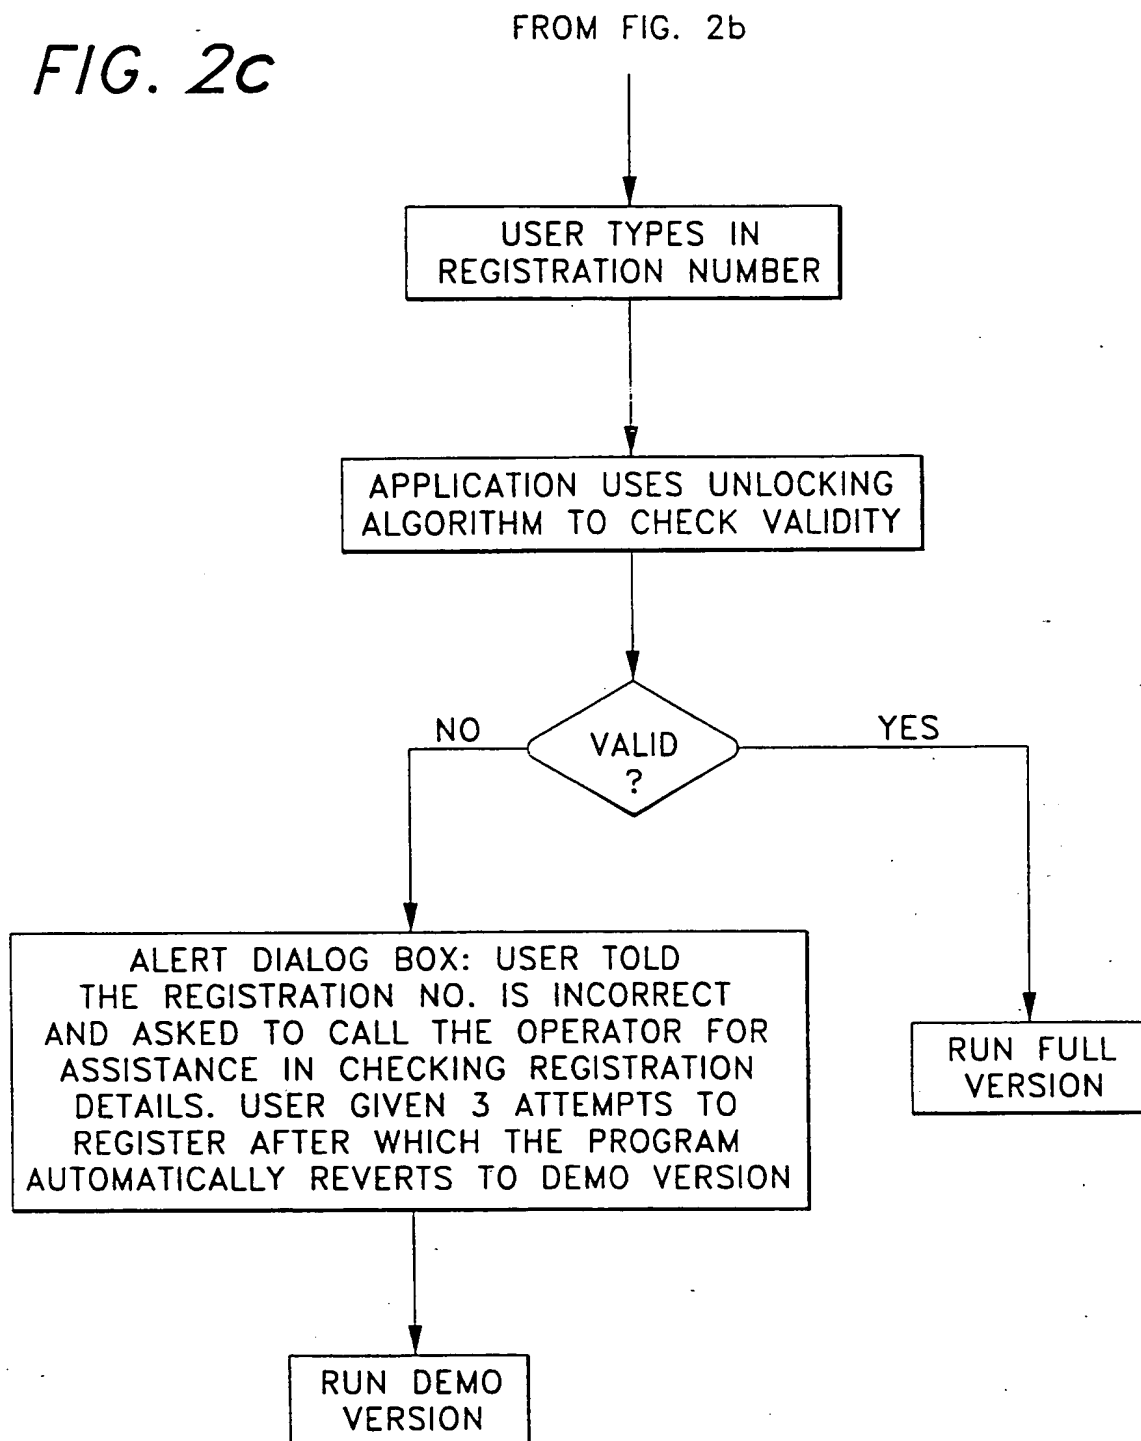 FROM FIG. 2b
FIG. 2c
USER TYPES IN
REGISTRATION NUMBER
APPLICATION USES UNLOCKING
ALGORITHM TO CHECK VALIDITY
NO
VALID
?
YES
ALERT DIALOG BOX: USER TOLD
THE REGISTRATION NO. IS INCORRECT
AND ASKED TO CALL THE OPERATOR FOR
ASSISTANCE IN CHECKING REGISTRATION
DETAILS. USER GIVEN 3 ATTEMPTS TO
REGISTER AFTER WHICH THE PROGRAM
AUTOMATICALLY REVERTS TO DEMO VERSION
RUN FULL
VERSION
RUN DEMO
VERSION